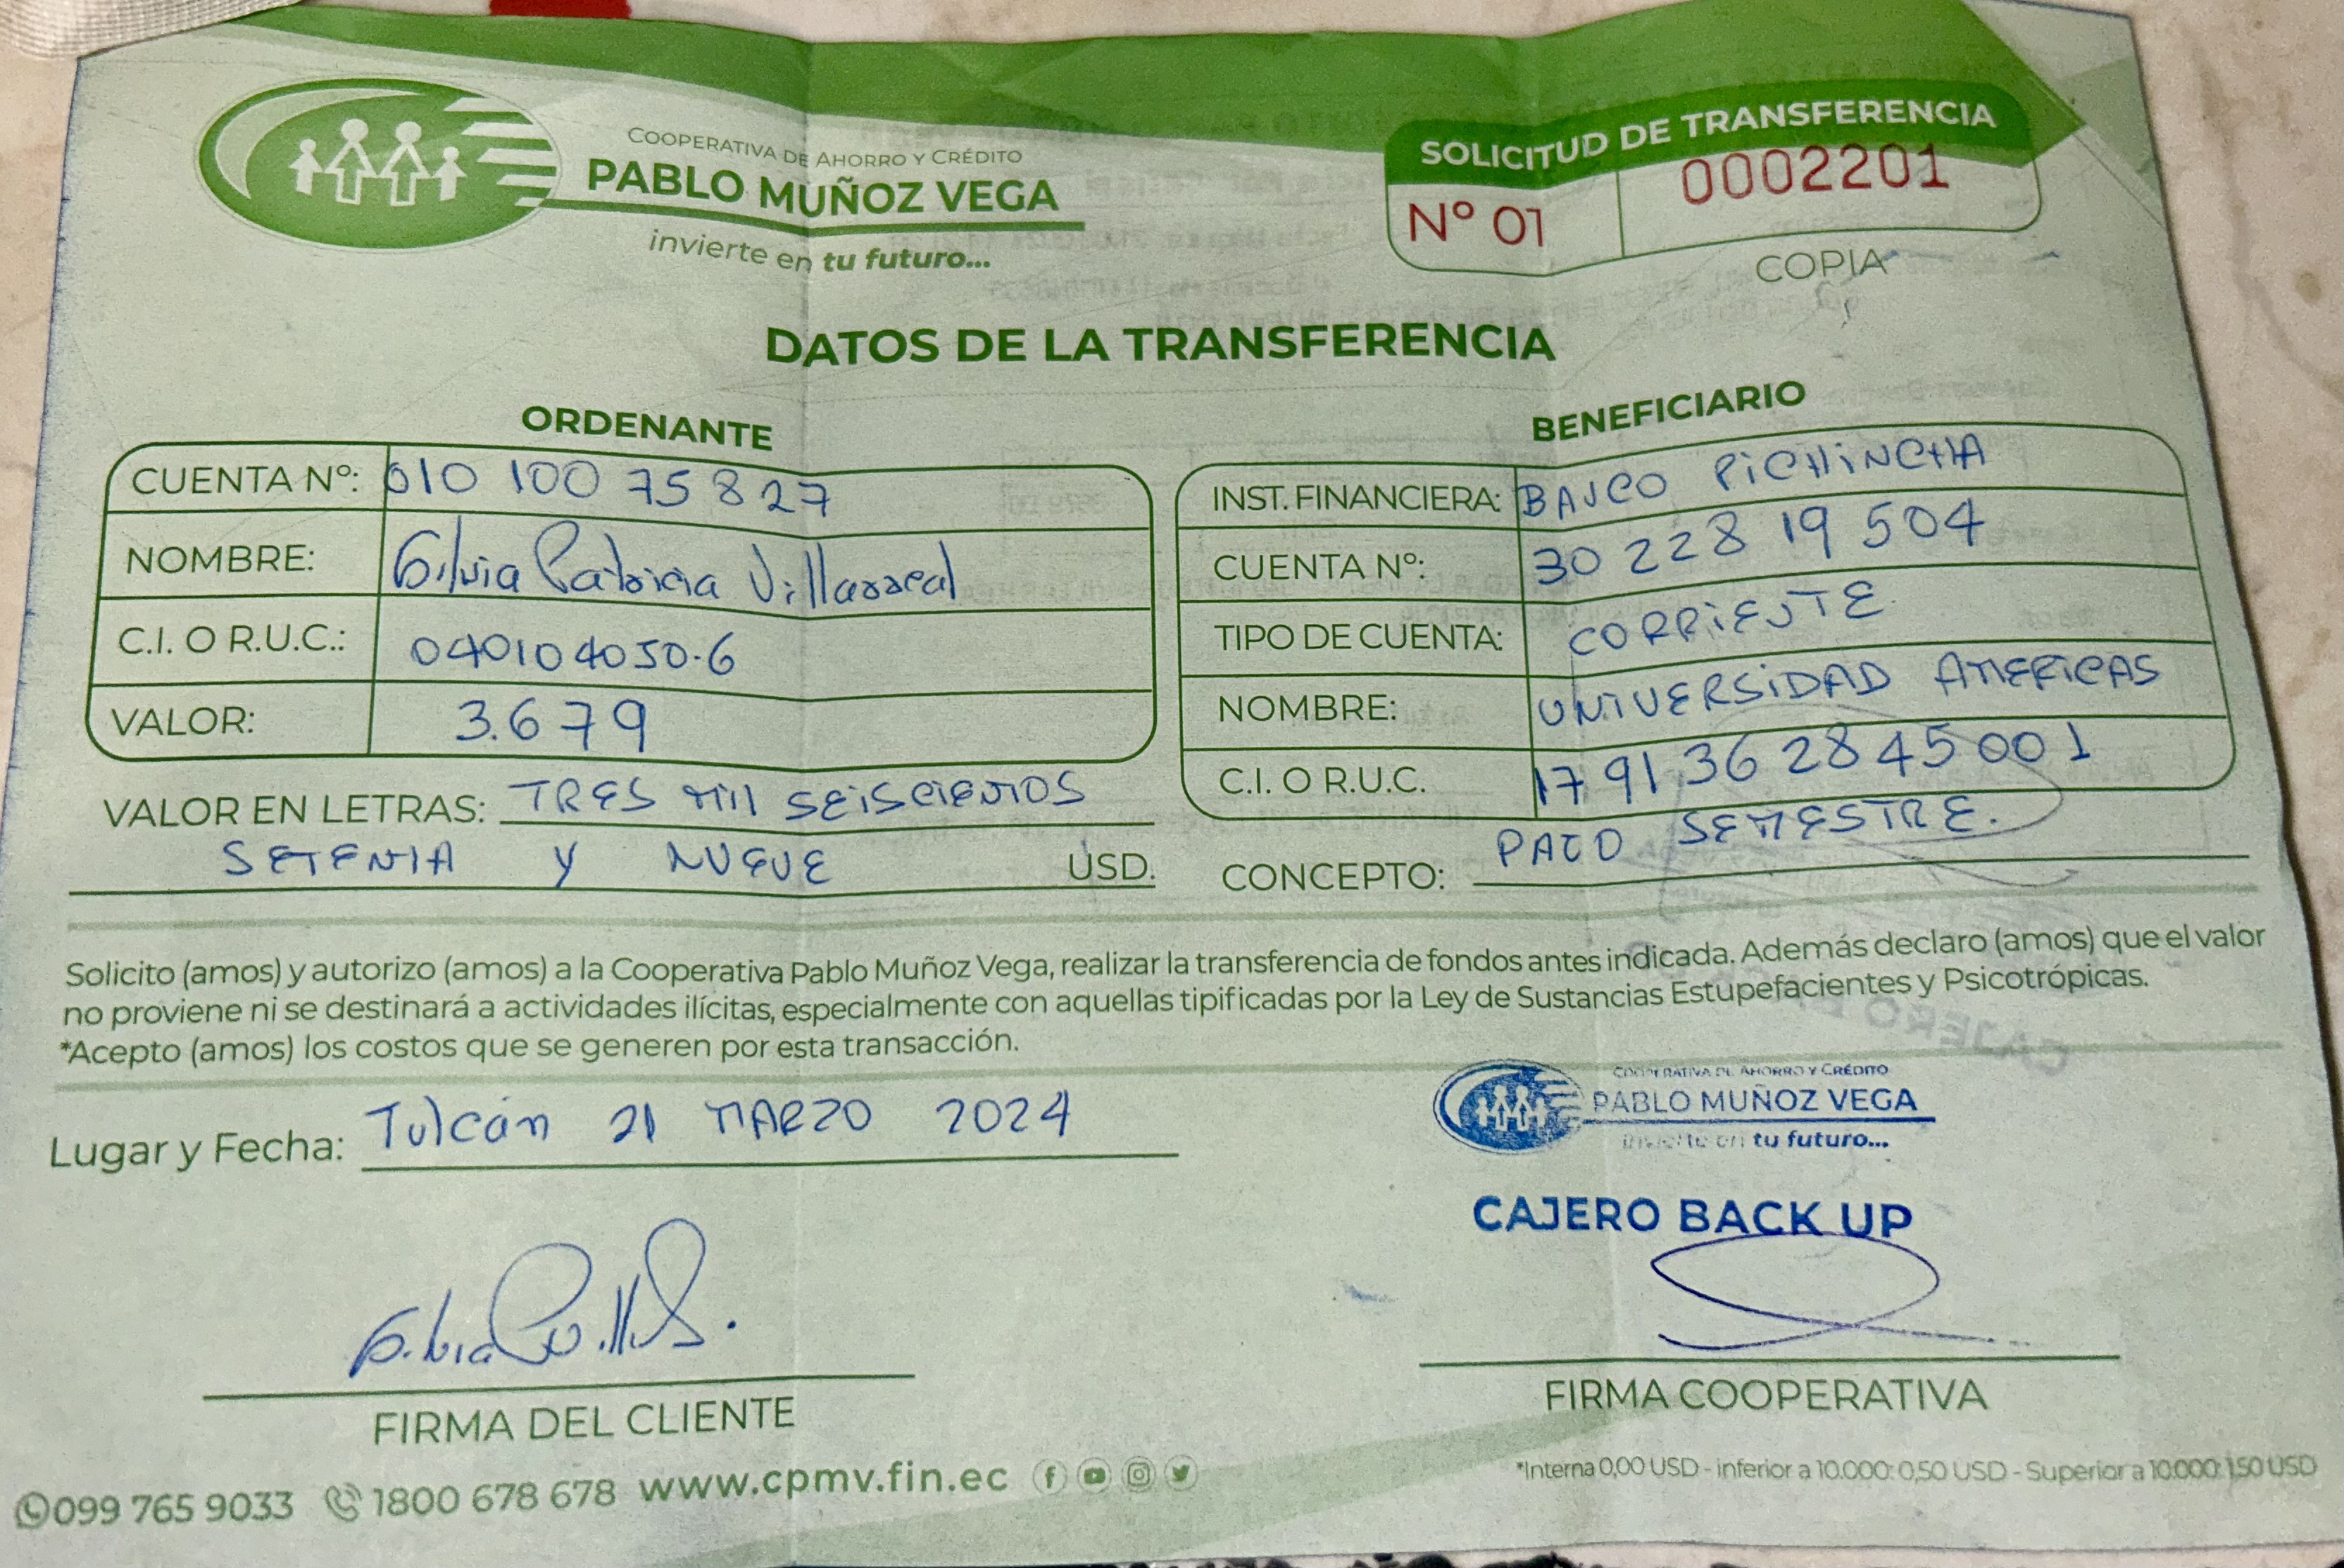 COOPERATIVA DE AHORRO Y CRÉDITO
PABLO MUÑOZ VEGA
invierte en tu futuro...
SOLICITUD DE TRANSFERENCIA
Nº 01 0002201
COPIA
DATOS DE LA TRANSFERENCIA
ORDENANTE
CUENTA Nº: 010 100 75827
NOMBRE: Silvia Patricia Villarreal
C.I. O R.U.C.: 040104050-6
VALOR: 3.679
VALOR EN LETRAS: TRES MIL SEISCIENTOS
SETENTA Y NUEVE USD.
BENEFICIARIO
INST. FINANCIERA: BANCO PICHINCHA
CUENTA Nº: 30 228 19 504
TIPO DE CUENTA: CORRIENTE
NOMBRE: UNIVERSIDAD AMERICAS
C.I. O R.U.C. 1791362845001
CONCEPTO: PAGO SEMESTRE.
Solicito (amos) y autorizo (amos) a la Cooperativa Pablo Muñoz Vega, realizar la transferencia de fondos antes indicada. Además declaro (amos) que el valor
no proviene ni se destinará a actividades ilícitas, especialmente con aquellas tipificadas por la Ley de Sustancias Estupefacientes y Psicotrópicas.
*Acepto (amos) los costos que se generen por esta transacción.
Lugar y Fecha: Tulcán 21 MARZO 2024
COOPERATIVA DE AHORRO Y CRÉDITO
PABLO MUÑOZ VEGA
invierte en tu futuro...
CAJERO BACK UP
FIRMA DEL CLIENTE
FIRMA COOPERATIVA
099 765 9033 1800 678 678 www.cpmv.fin.ec
*Interna 0,00 USD - inferior a 10.000: 0,50 USD - Superior a 10.000: 1,50 USD